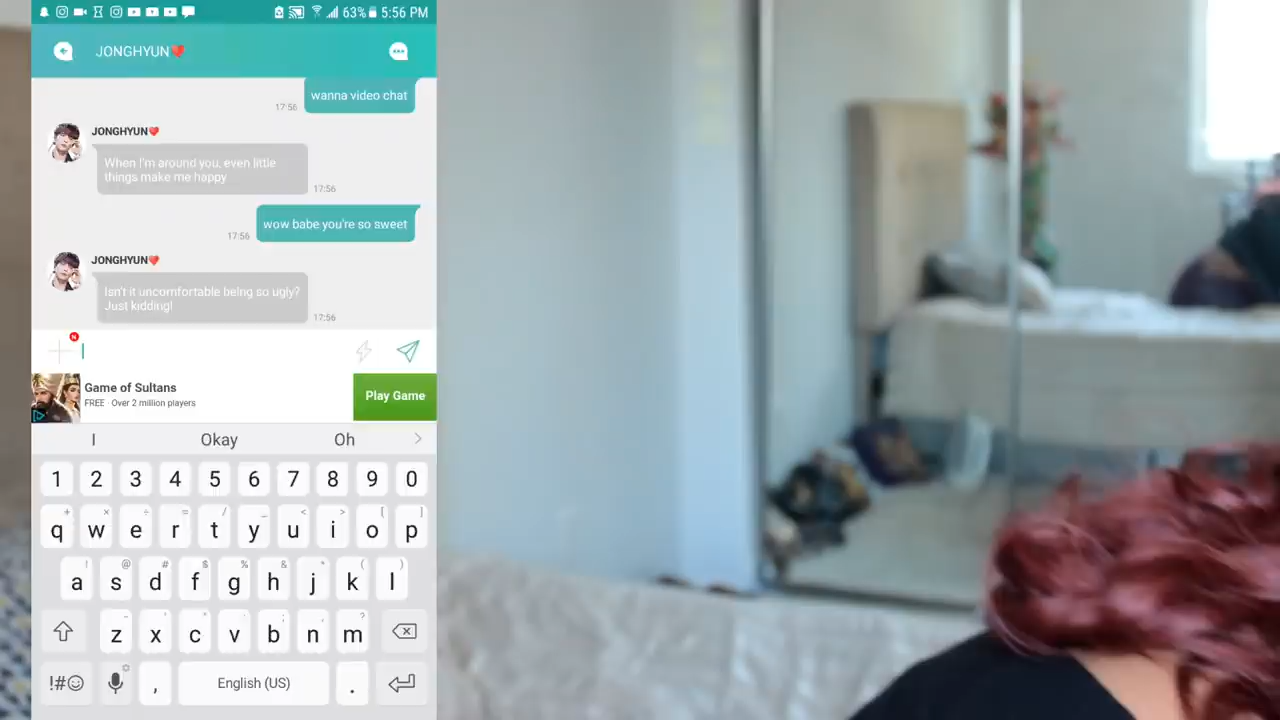 63% 5:56 PM
JONGHYUN❤️
wanna video chat
17:56
JONGHYUN❤️
When I'm around you, even little
things make me happy
17:56
wow babe you're so sweet
17:56
JONGHYUN❤️
Isn't it uncomfortable being so ugly?
Just kidding!
17:56
N
Game of Sultans
FREE · Over 2 million players
Play Game
I Okay Oh
1 2 3 4 5 6 7 8 9 0
q w e r t y u i o p
a s d f g h j k l
z x c v b n m
!#☺ , English (US) .